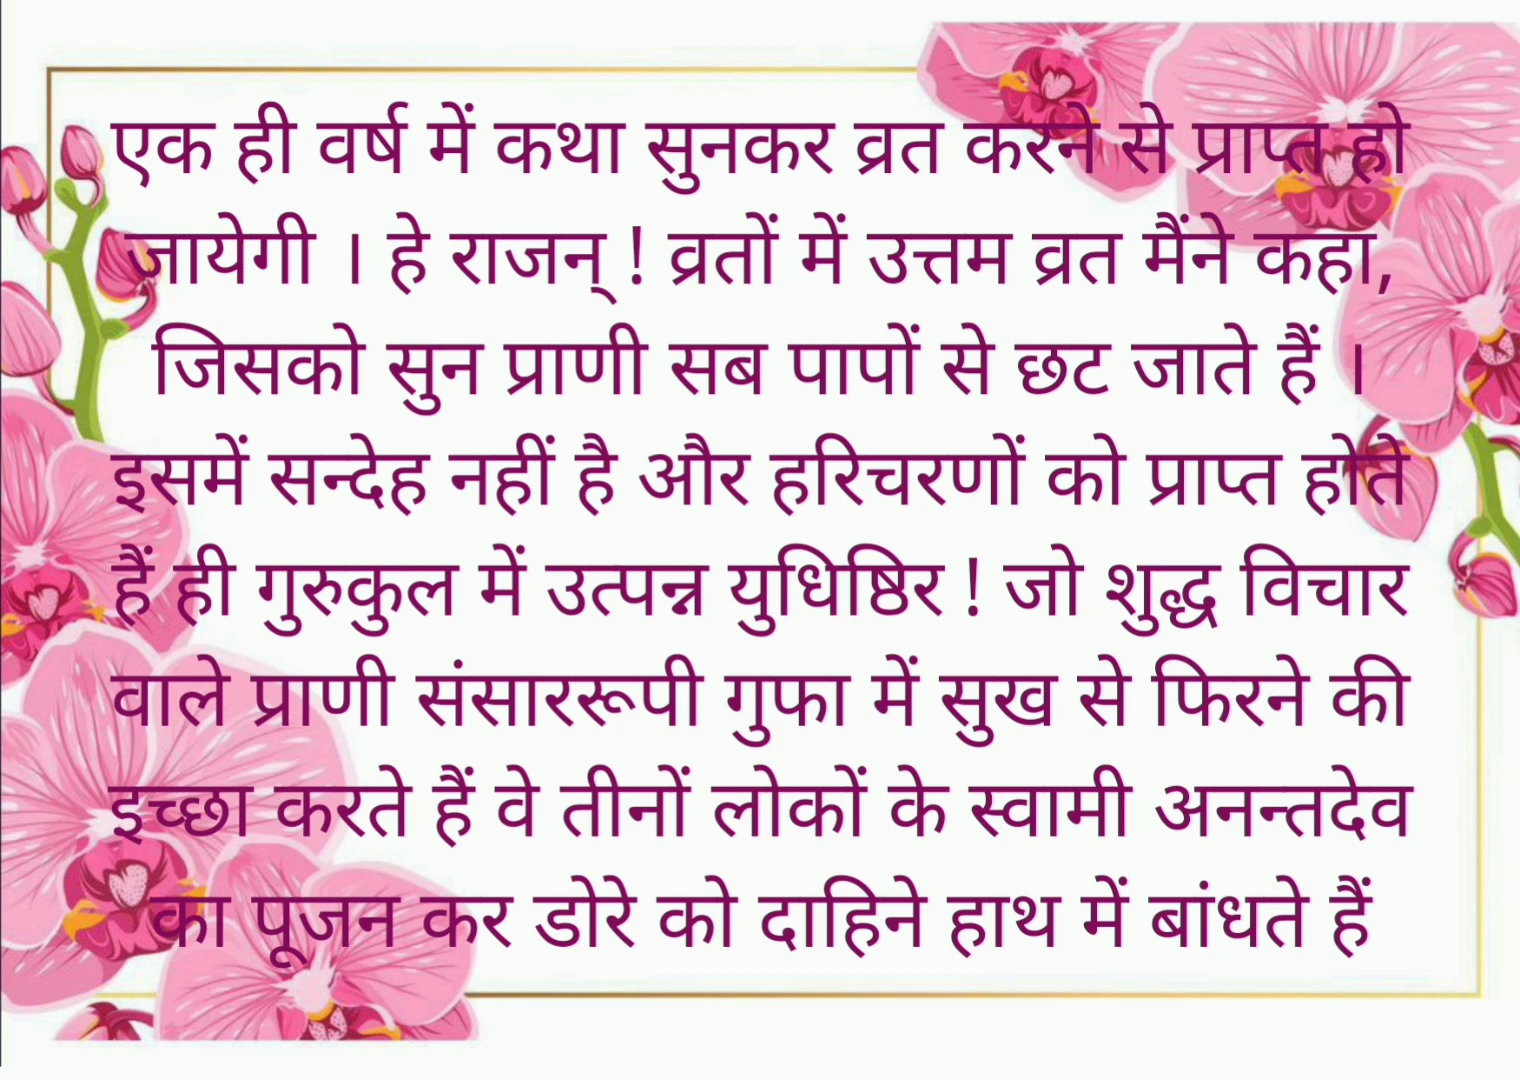 एक ही वर्ष में कथा सुनकर व्रत करने से प्राप्त हो
जायेगी । हे राजन् ! व्रतों में उत्तम व्रत मैंने कहा,
जिसको सुन प्राणी सब पापों से छट जाते हैं ।
इसमें सन्देह नहीं है और हरिचरणों को प्राप्त होते
हैं ही गुरुकुल में उत्पन्न युधिष्ठिर ! जो शुद्ध विचार
वाले प्राणी संसाररूपी गुफा में सुख से फिरने की
इच्छा करते हैं वे तीनों लोकों के स्वामी अनन्तदेव
का पूजन कर डोरे को दाहिने हाथ में बांधते हैं